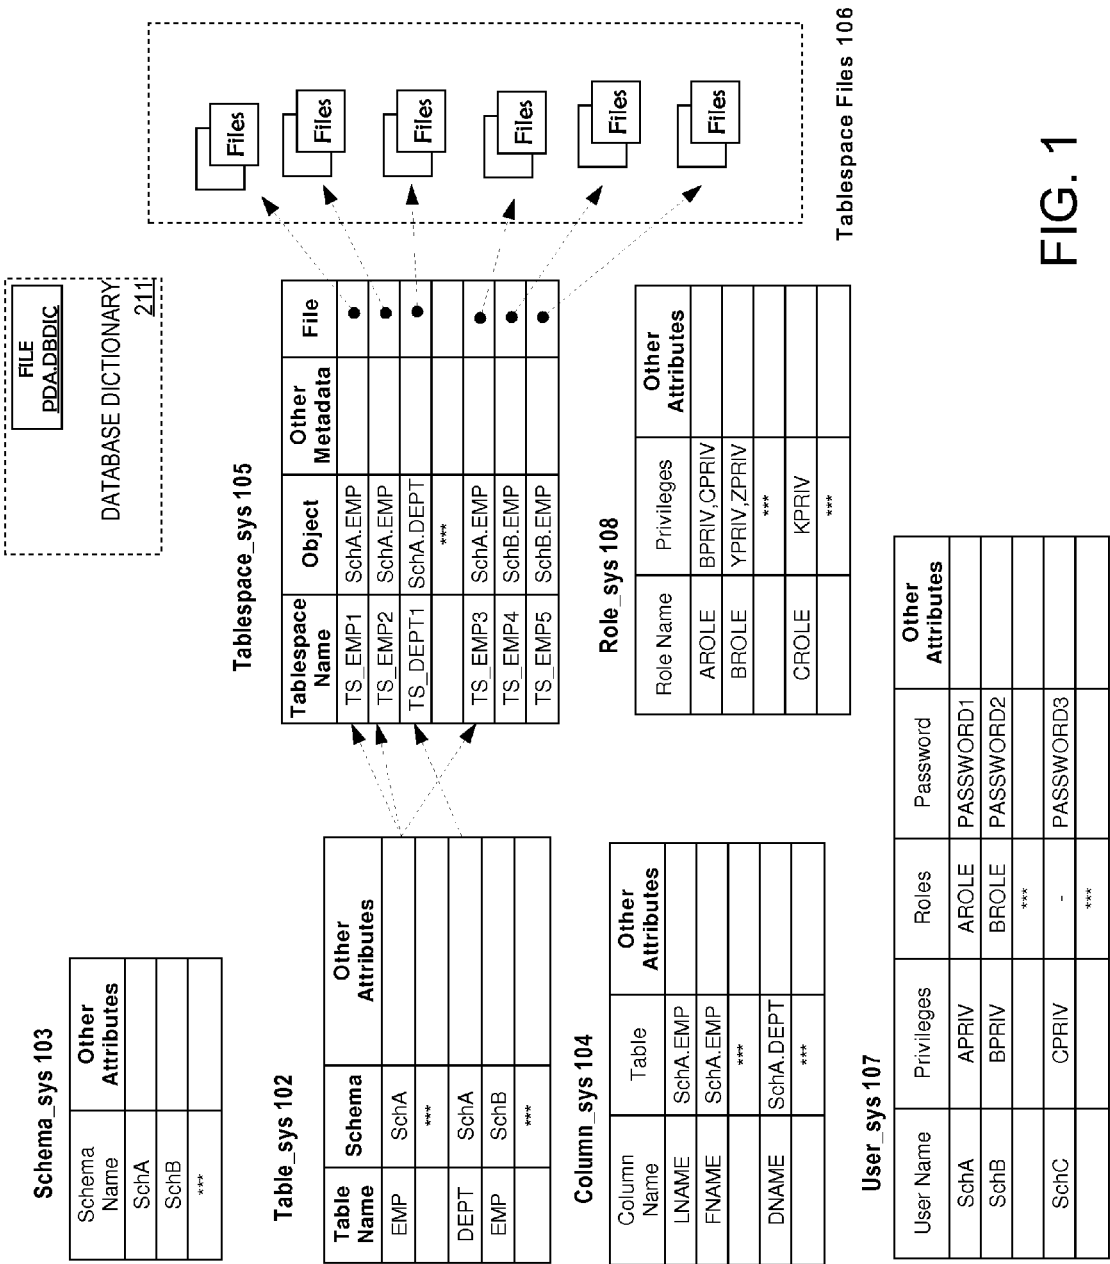 FILE
PDA.DBDIC
DATABASE DICTIONARY
211
Schema_sys 103
Schema Name Other Attributes
SchA
SchB
***
Table_sys 102
Table Name Schema Other Attributes
EMP SchA
***
DEPT SchA
EMP SchB
***
Tablespace_sys 105
Tablespace Name Object Other Metadata File
TS_EMP1 SchA.EMP
TS_EMP2 SchA.EMP
TS_DEPT1 SchA.DEPT
***
TS_EMP3 SchA.EMP
TS_EMP4 SchB.EMP
TS_EMP5 SchB.EMP
Files
Files
Files
Files
Files
Files
Tablespace Files 106
Column_sys 104
Column Name Table Other Attributes
LNAME SchA.EMP
FNAME SchA.EMP
***
DNAME SchA.DEPT
***
Role_sys 108
Role Name Privileges Other Attributes
AROLE BPRIV,CPRIV
BROLE YPRIV,ZPRIV
***
CROLE KPRIV
***
User_sys 107
User Name Privileges Roles Password Other Attributes
SchA APRIV AROLE PASSWORD1
SchB BPRIV BROLE PASSWORD2
***
SchC CPRIV - PASSWORD3
***
FIG. 1